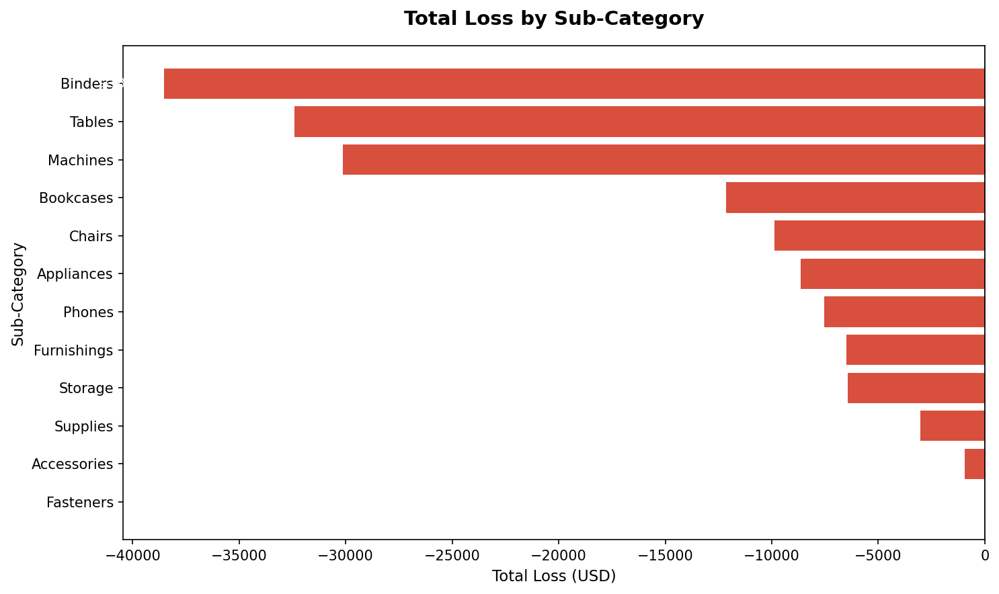 Total Loss by Sub-Category
Sub-Category
Binders
Tables
Machines
Bookcases
Chairs
Appliances
Phones
Furnishings
Storage
Supplies
Accessories
Fasteners
−40000 −35000 −30000 −25000 −20000 −15000 −10000 −5000 0
Total Loss (USD)